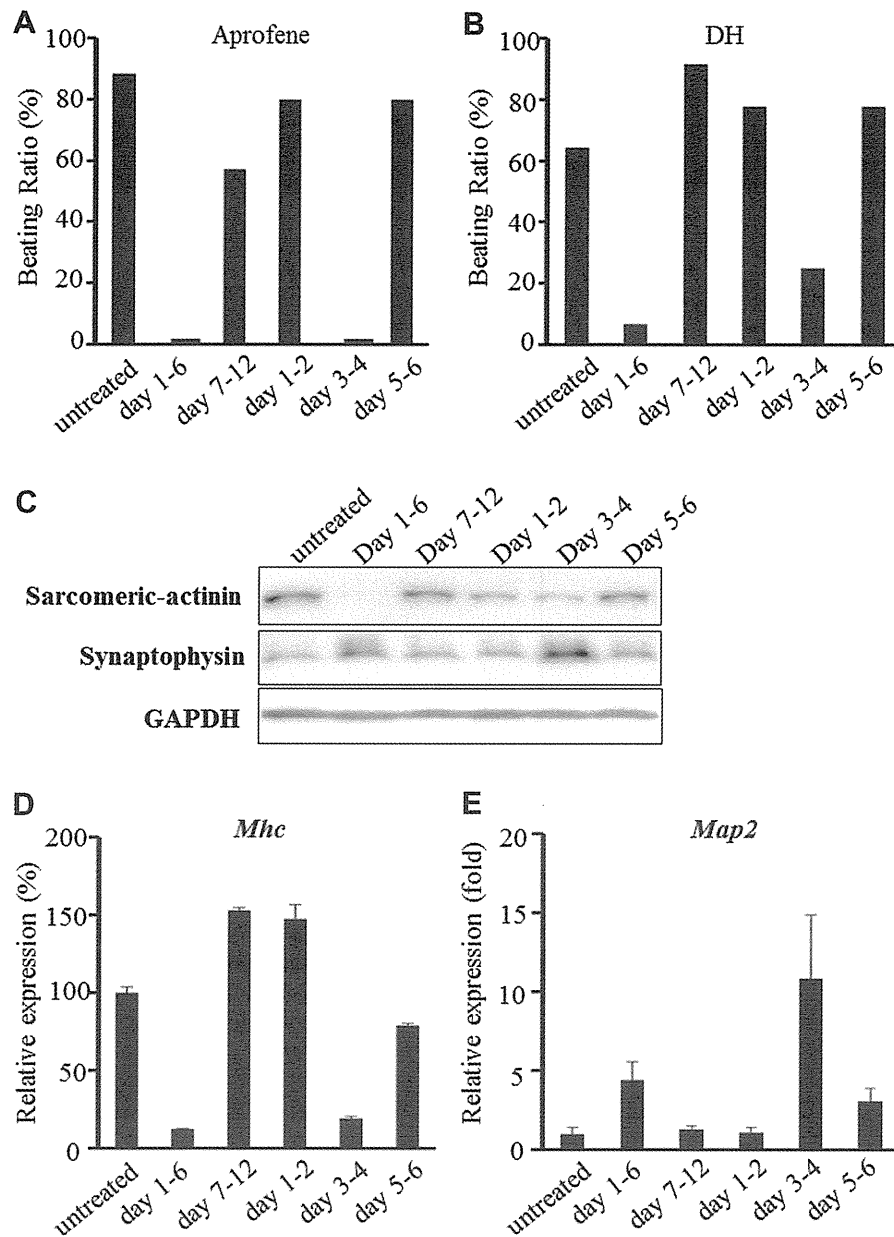 A
Aprofene
Beating Ratio (%)
100
80
60
40
20
0
untreated
day 1-6
day 7-12
day 1-2
day 3-4
day 5-6
B
DH
Beating Ratio (%)
100
80
60
40
20
0
untreated
day 1-6
day 7-12
day 1-2
day 3-4
day 5-6
C
untreated
Day 1-6
Day 7-12
Day 1-2
Day 3-4
Day 5-6
Sarcomeric-actinin
Synaptophysin
GAPDH
D
Mhc
Relative expression (%)
200
150
100
50
0
untreated
day 1-6
day 7-12
day 1-2
day 3-4
day 5-6
E
Map2
Relative expression (fold)
20
15
10
5
0
untreated
day 1-6
day 7-12
day 1-2
day 3-4
day 5-6